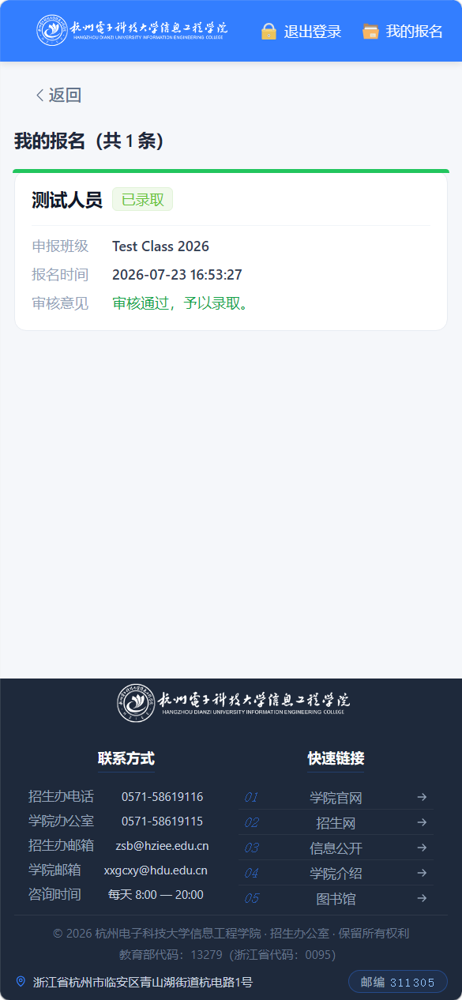 杭州電子科技大学信息工程学院
HANGZHOU DIANZI UNIVERSITY INFORMATION ENGINEERING COLLEGE
退出登录 我的报名
返回
我的报名（共 1 条）
测试人员 已录取
申报班级 Test Class 2026
报名时间 2026-07-23 16:53:27
审核意见 审核通过，予以录取。
杭州電子科技大学信息工程学院
HANGZHOU DIANZI UNIVERSITY INFORMATION ENGINEERING COLLEGE
联系方式
招生办电话 0571-58619116
学院办公室 0571-58619115
招生办邮箱 zsb@hziee.edu.cn
学院邮箱 xxgcxy@hdu.edu.cn
咨询时间 每天 8:00 — 20:00
快速链接
01 学院官网 →
02 招生网 →
03 信息公开 →
04 学院介绍 →
05 图书馆 →
© 2026 杭州电子科技大学信息工程学院 · 招生办公室 · 保留所有权利
教育部代码：13279（浙江省代码：0095）
浙江省杭州市临安区青山湖街道杭电路1号
邮编 311305